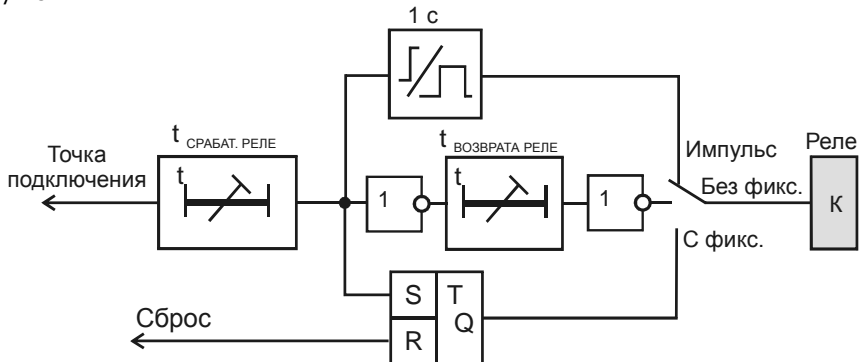 1 с
t СРАБАТ. РЕЛЕ
t ВОЗВРАТА РЕЛЕ
Точка
подключения
t
1
t
1
Импульс
Без фикс.
С фикс.
Реле
К
S T
Q
R
Сброс